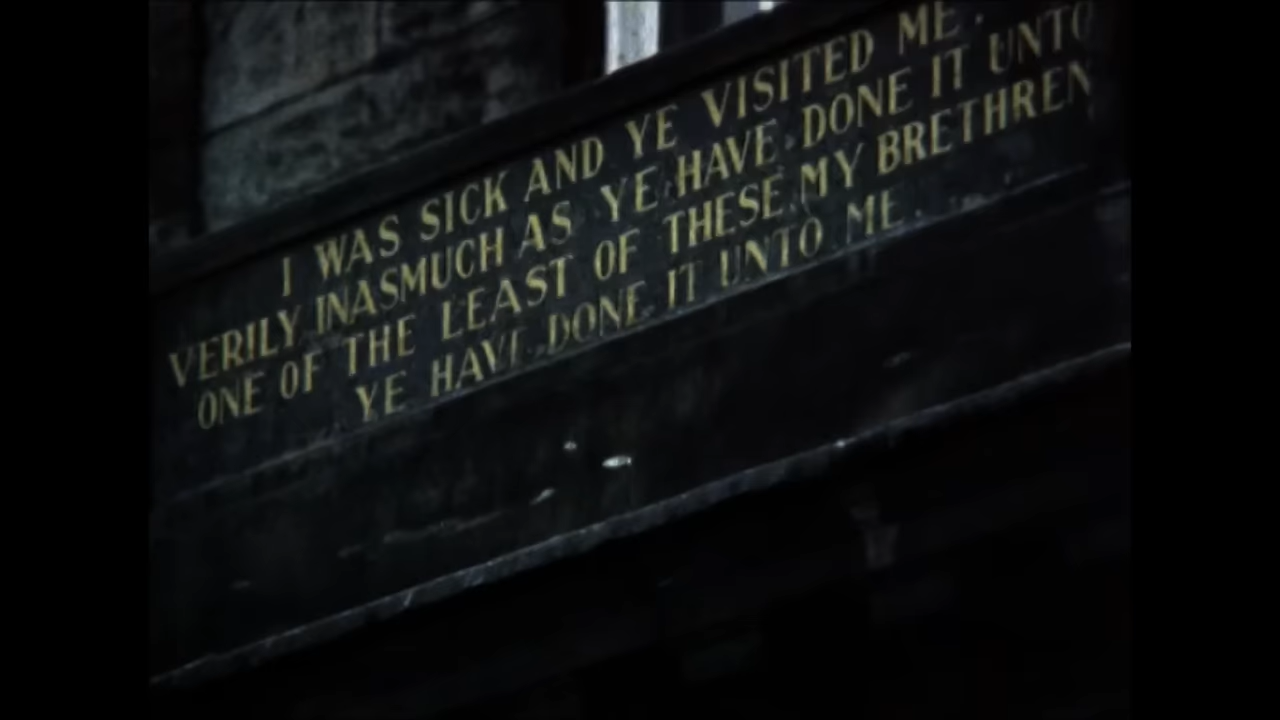 I WAS SICK AND YE VISITED ME.
VERILY INASMUCH AS YE HAVE DONE IT UNTO
ONE OF THE LEAST OF THESE MY BRETHREN
YE HAVE DONE IT UNTO ME.